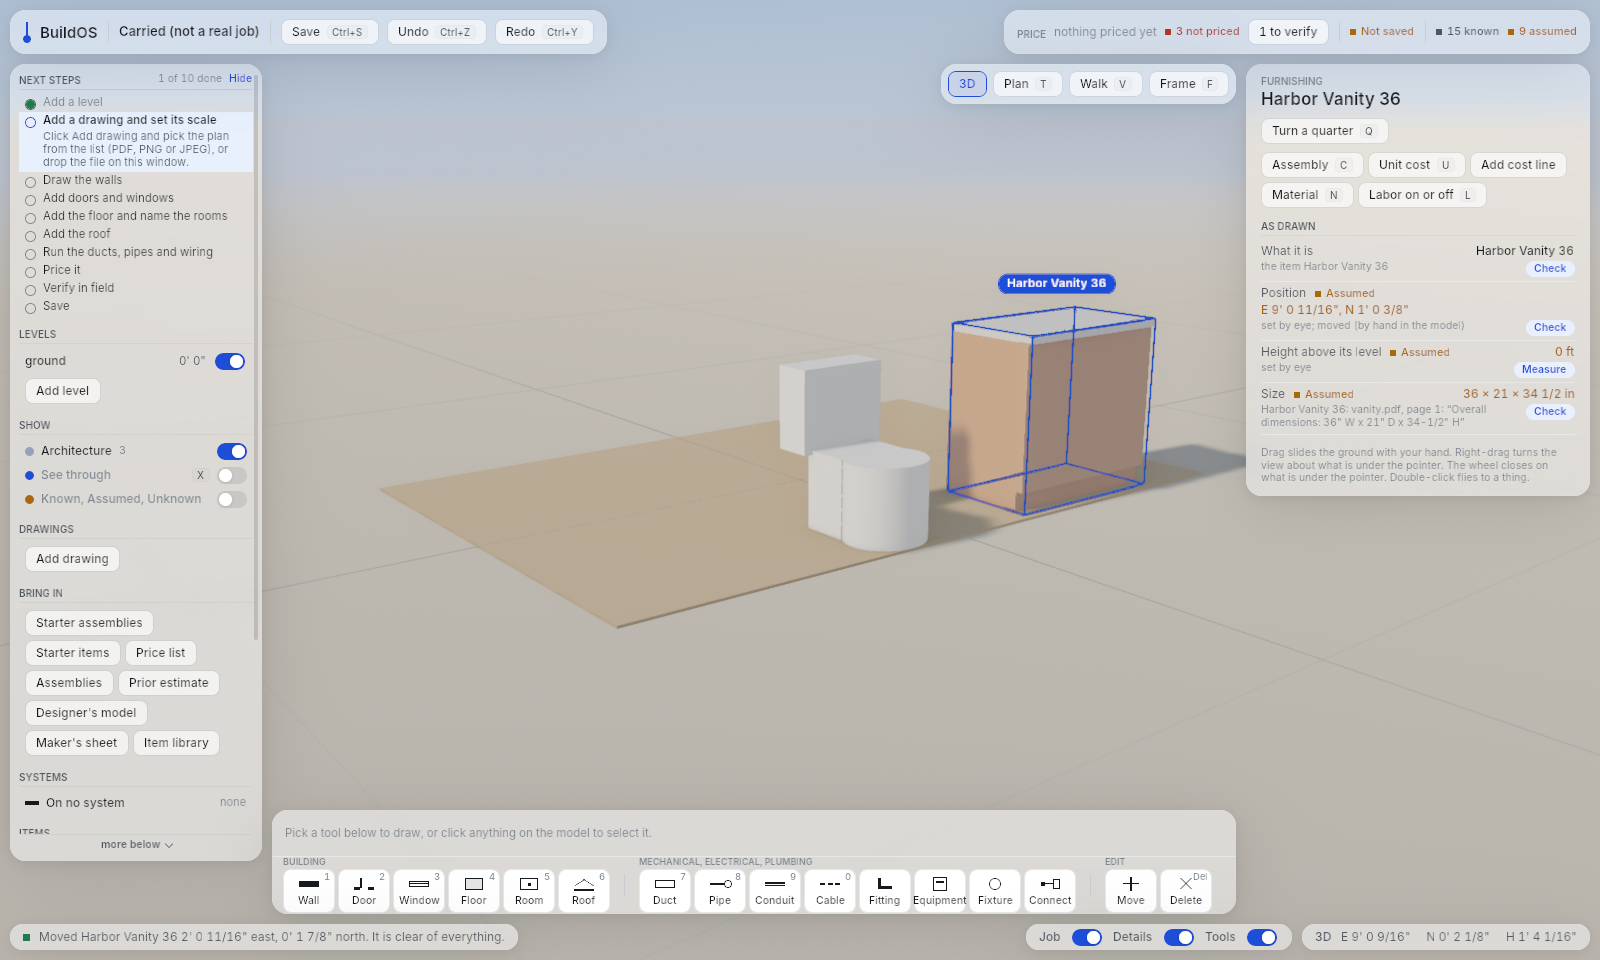 BuildOS
Carried (not a real job)
Save Ctrl+S
Undo Ctrl+Z
Redo Ctrl+Y
PRICE nothing priced yet
3 not priced
1 to verify
Not saved
15 known
9 assumed
NEXT STEPS
1 of 10 done
Hide
Add a level
Add a drawing and set its scale
Click Add drawing and pick the plan
from the list (PDF, PNG or JPEG), or
drop the file on this window.
Draw the walls
Add doors and windows
Add the floor and name the rooms
Add the roof
Run the ducts, pipes and wiring
Price it
Verify in field
Save
LEVELS
ground 0' 0"
Add level
SHOW
Architecture 3
See through X
Known, Assumed, Unknown
DRAWINGS
Add drawing
BRING IN
Starter assemblies
Starter items
Price list
Assemblies
Prior estimate
Designer's model
Maker's sheet
Item library
SYSTEMS
On no system none
ITEMS
more below
3D
Plan T
Walk V
Frame F
Harbor Vanity 36
FURNISHING
Harbor Vanity 36
Turn a quarter Q
Assembly C
Unit cost U
Add cost line
Material N
Labor on or off L
AS DRAWN
What it is Harbor Vanity 36
the item Harbor Vanity 36 Check
Position Assumed
E 9' 0 11/16", N 1' 0 3/8"
set by eye; moved (by hand in the model) Check
Height above its level Assumed 0 ft
set by eye Measure
Size Assumed 36 × 21 × 34 1/2 in
Harbor Vanity 36: vanity.pdf, page 1: "Overall Check
dimensions: 36" W x 21" D x 34-1/2" H"
Drag slides the ground with your hand. Right-drag turns the
view about what is under the pointer. The wheel closes on
what is under the pointer. Double-click flies to a thing.
Pick a tool below to draw, or click anything on the model to select it.
BUILDING
Wall 1
Door 2
Window 3
Floor 4
Room 5
Roof 6
MECHANICAL, ELECTRICAL, PLUMBING
Duct 7
Pipe 8
Conduit 9
Cable 0
Fitting
Equipment
Fixture
Connect
EDIT
Move
Delete Del
Moved Harbor Vanity 36 2' 0 11/16" east, 0' 1 7/8" north. It is clear of everything.
Job
Details
Tools
3D E 9' 0 9/16" N 0' 2 1/8" H 1' 4 1/16"